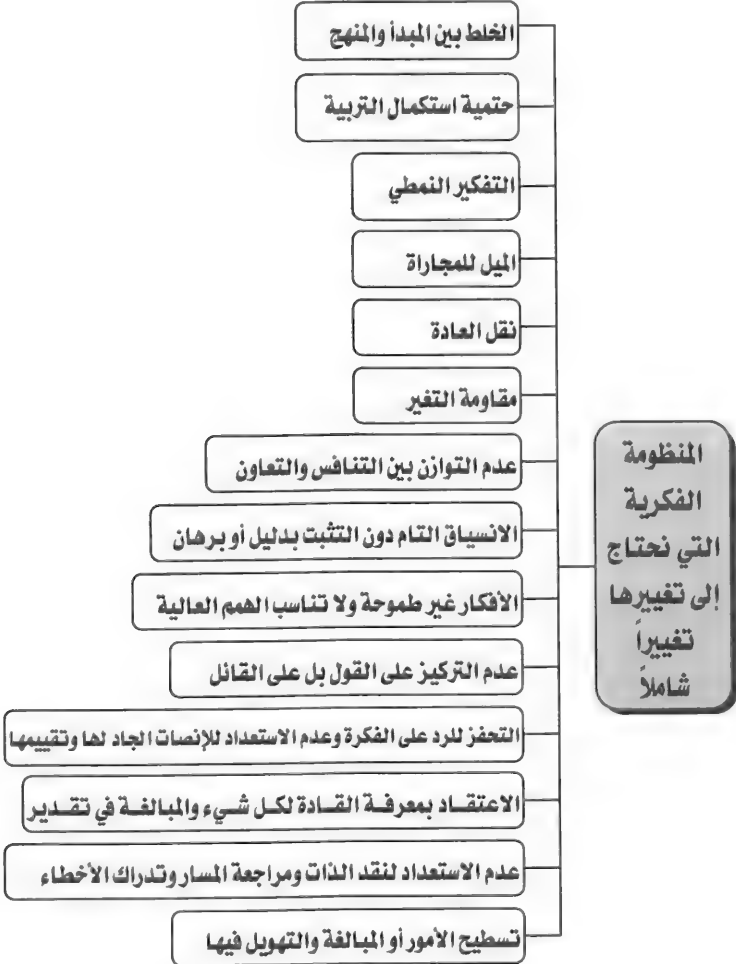 الخلط بين المبدأ والمنهج
حتمية استكمال التربية
التفكير النمطي
الميل للمجاراة
نقل العادة
مقاومة التغير
عدم التوازن بين التنافس والتعاون
الانسياق التام دون التثبت بدليل أو برهان
الأفكار غير طموحة ولا تناسب الهمم العالية
عدم التركيز على القول بل على القائل
التحفز للرد على الفكرة وعدم الاستعداد للإنصات الجاد لها وتقييمها
الاعتقاد بمعرفة القادة لكل شيء والمبالغة في تقدير
عدم الاستعداد لنقد الذات ومراجعة المسار وتدراك الأخطاء
تسطيح الأمور أو المبالغة والتهويل فيها
المنظومة
الفكرية
التي نحتاج
إلى تغييرها
تغييراً
شاملاً